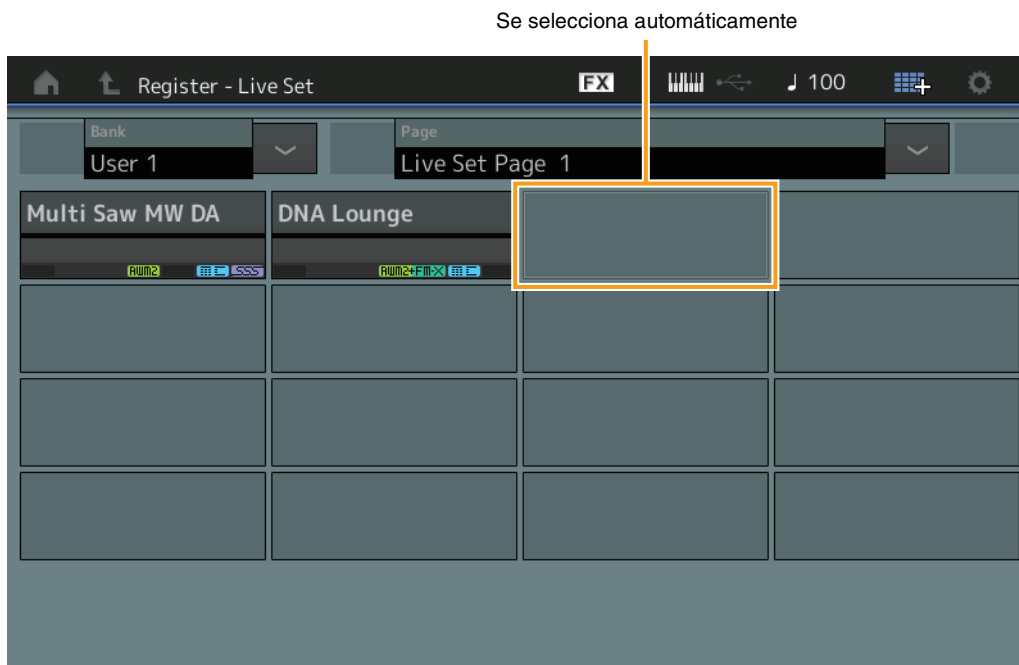 Se selecciona automáticamente
Register - Live Set
FX
♩ 100
Bank
User 1
Page
Live Set Page 1
Multi Saw MW DA
DNA Lounge
AWM2
SSS
AWM2+FM-X